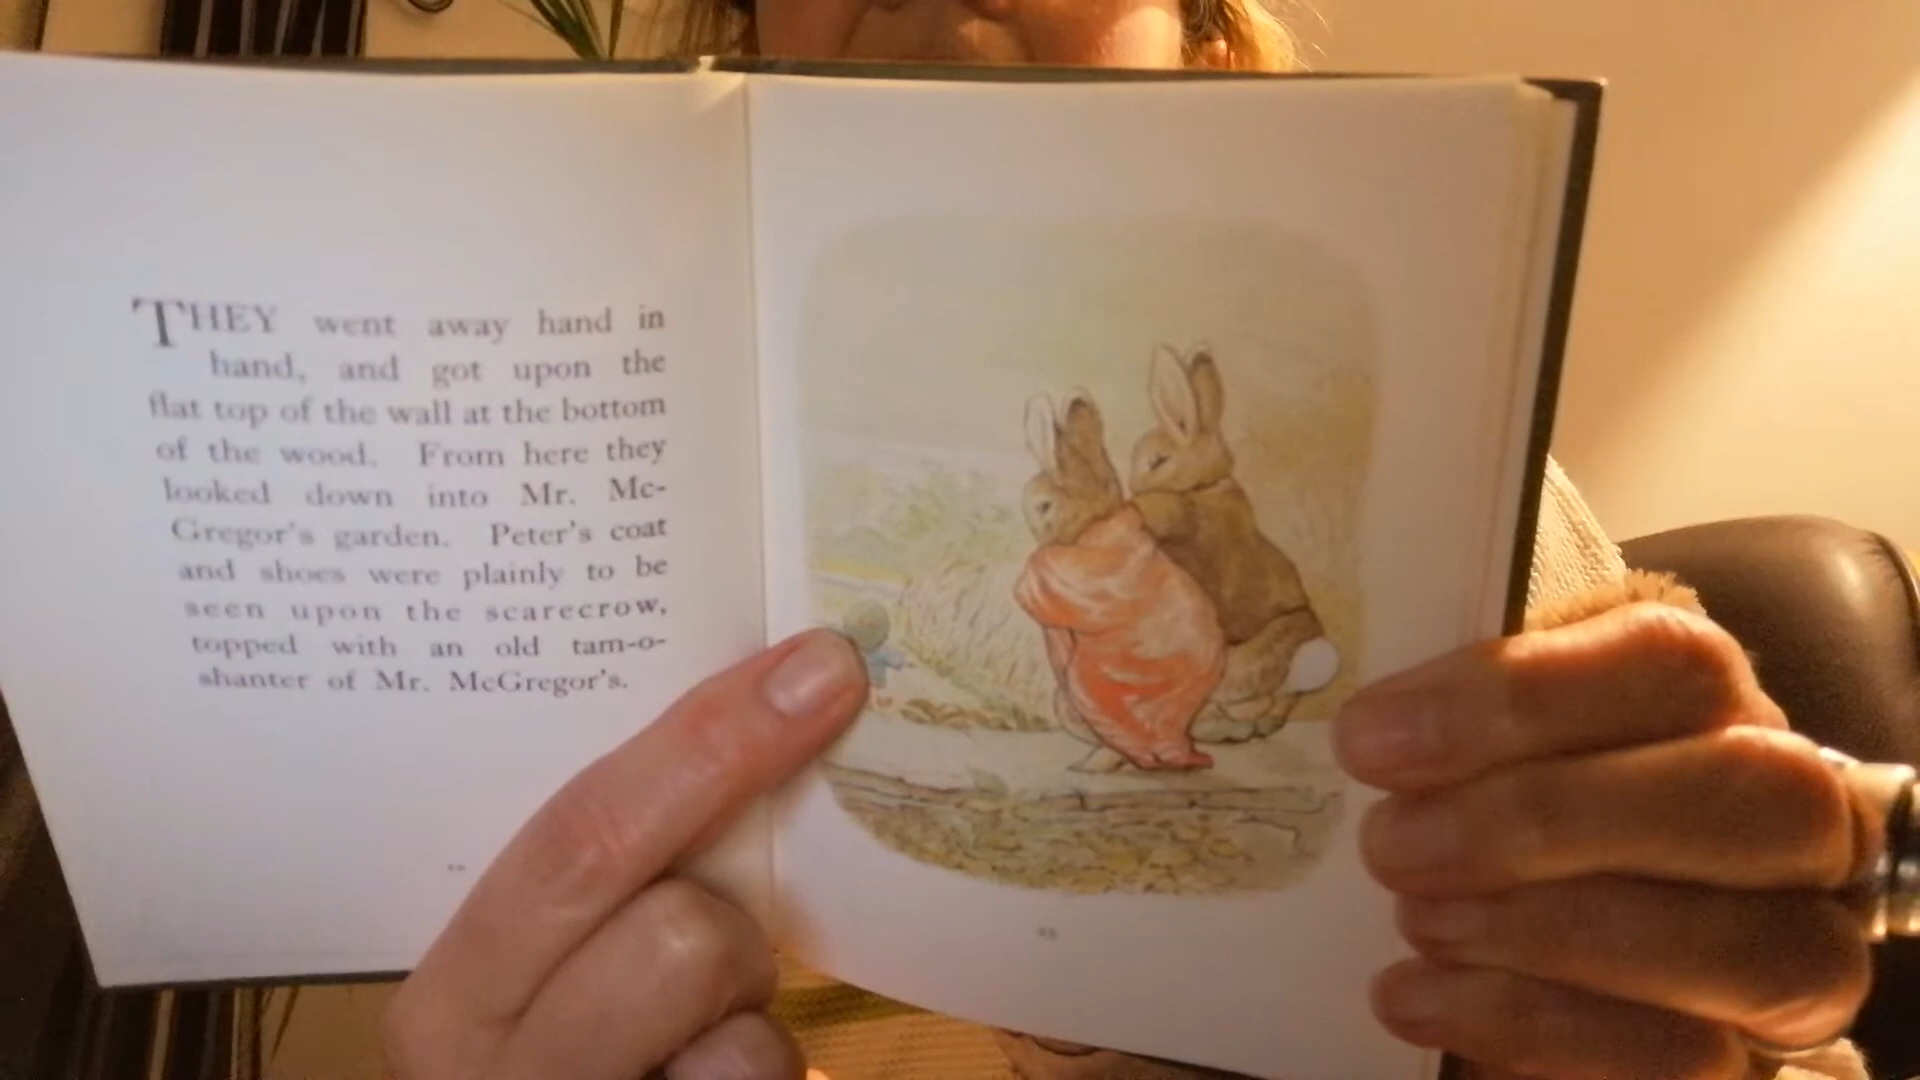 THEY went away hand in
hand, and got upon the
flat top of the wall at the bottom
of the wood. From here they
looked down into Mr. Mc-
Gregor's garden. Peter's coat
and shoes were plainly to be
seen upon the scarecrow,
topped with an old tam-o-
shanter of Mr. McGregor's.